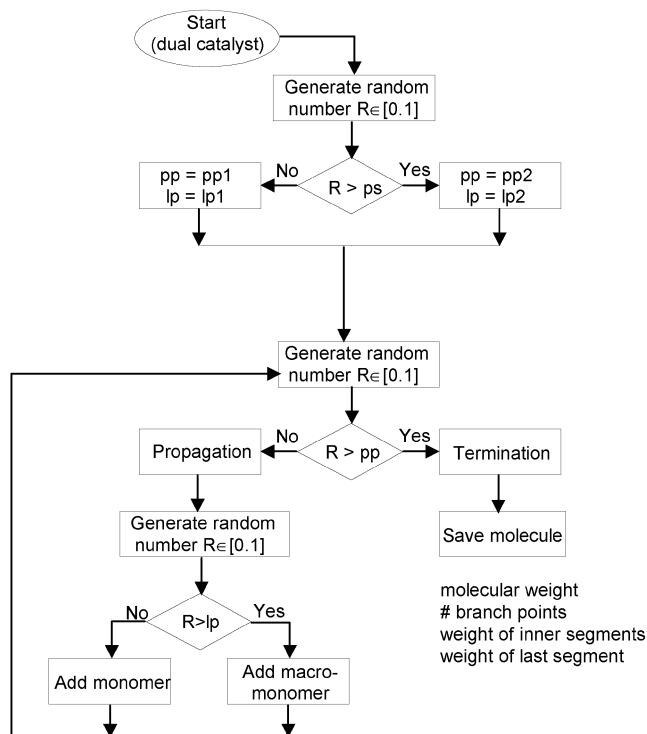 Start
(dual catalyst)
Generate random
number R∈[0.1]
No
Yes
pp = pp1
lp = lp1
R > ps
pp = pp2
lp = lp2
Generate random
number R∈[0.1]
No
Yes
Propagation
R > pp
Termination
Generate random
number R∈[0.1]
Save molecule
No
Yes
R>lp
Add monomer
Add macro-
monomer
molecular weight
# branch points
weight of inner segments
weight of last segment